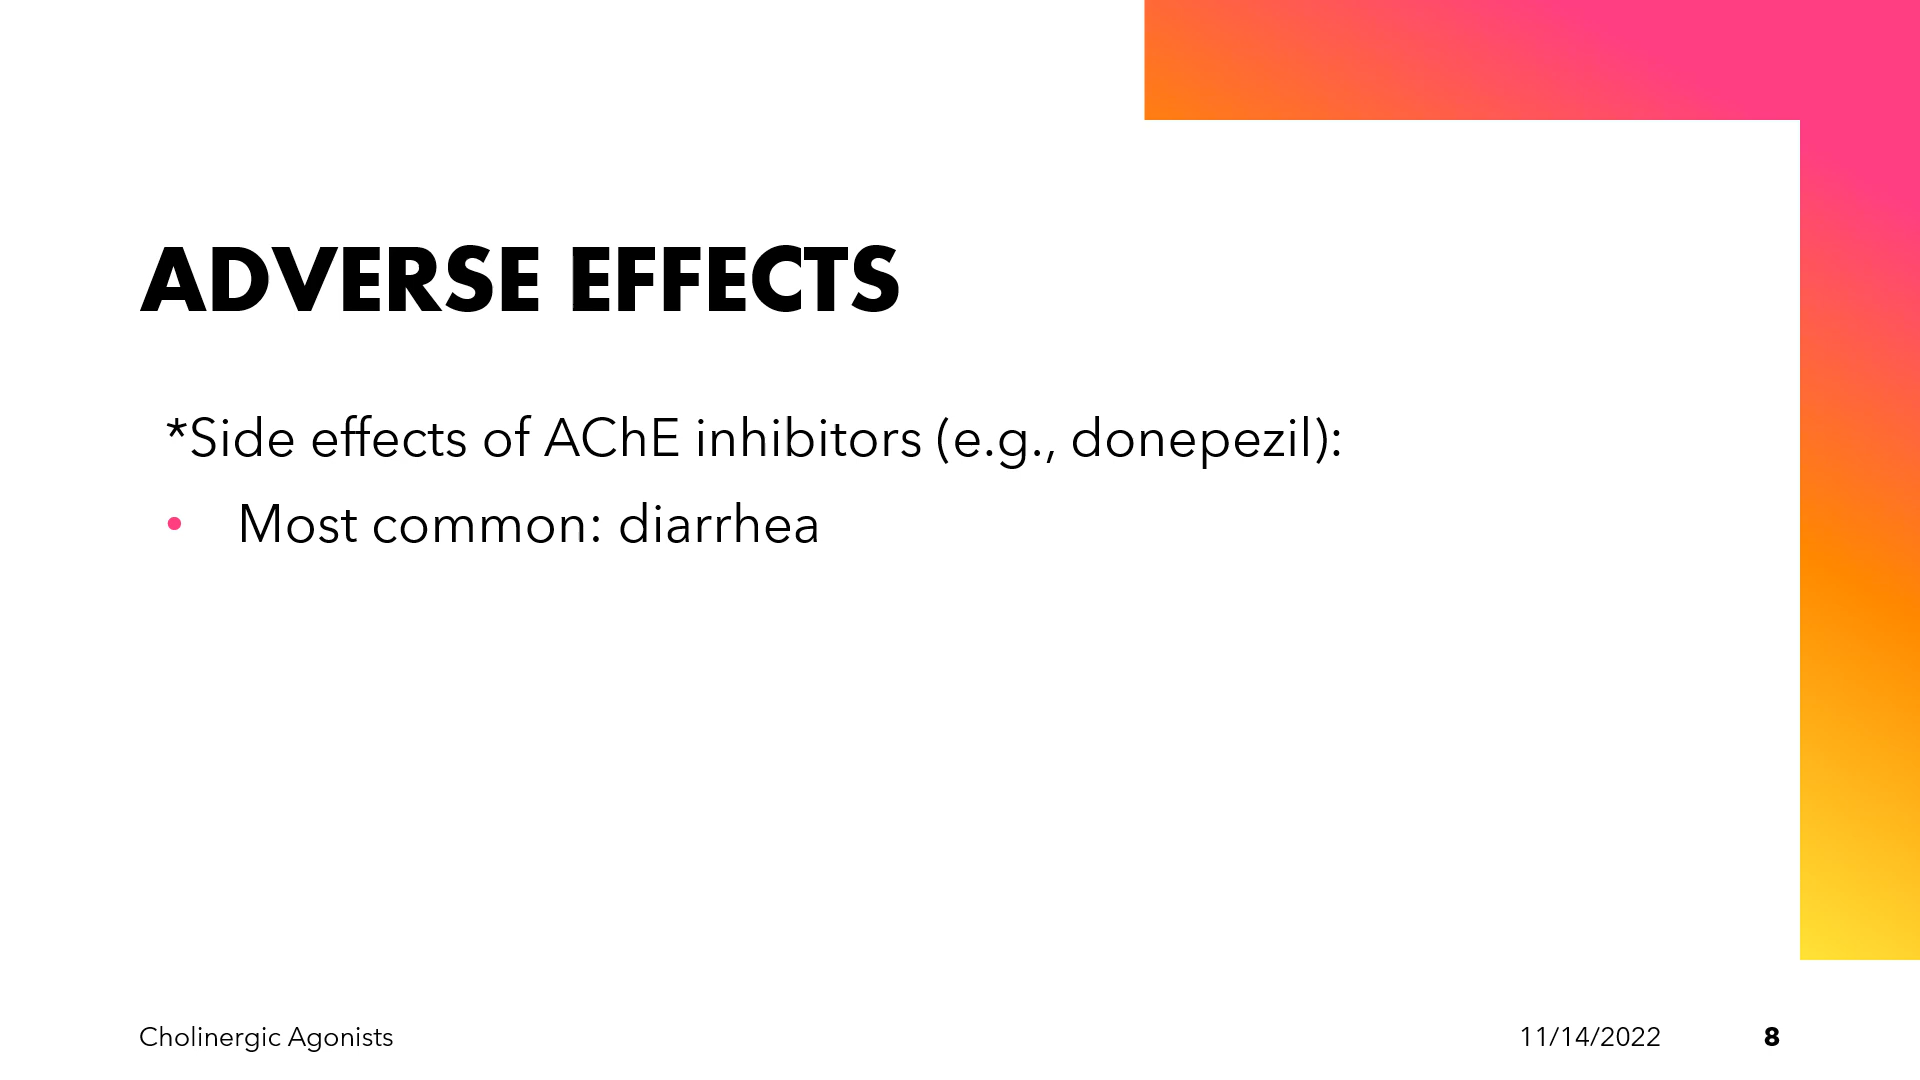 ADVERSE EFFECTS
*Side effects of AChE inhibitors (e.g., donepezil):
• Most common: diarrhea
Cholinergic Agonists 11/14/2022 8